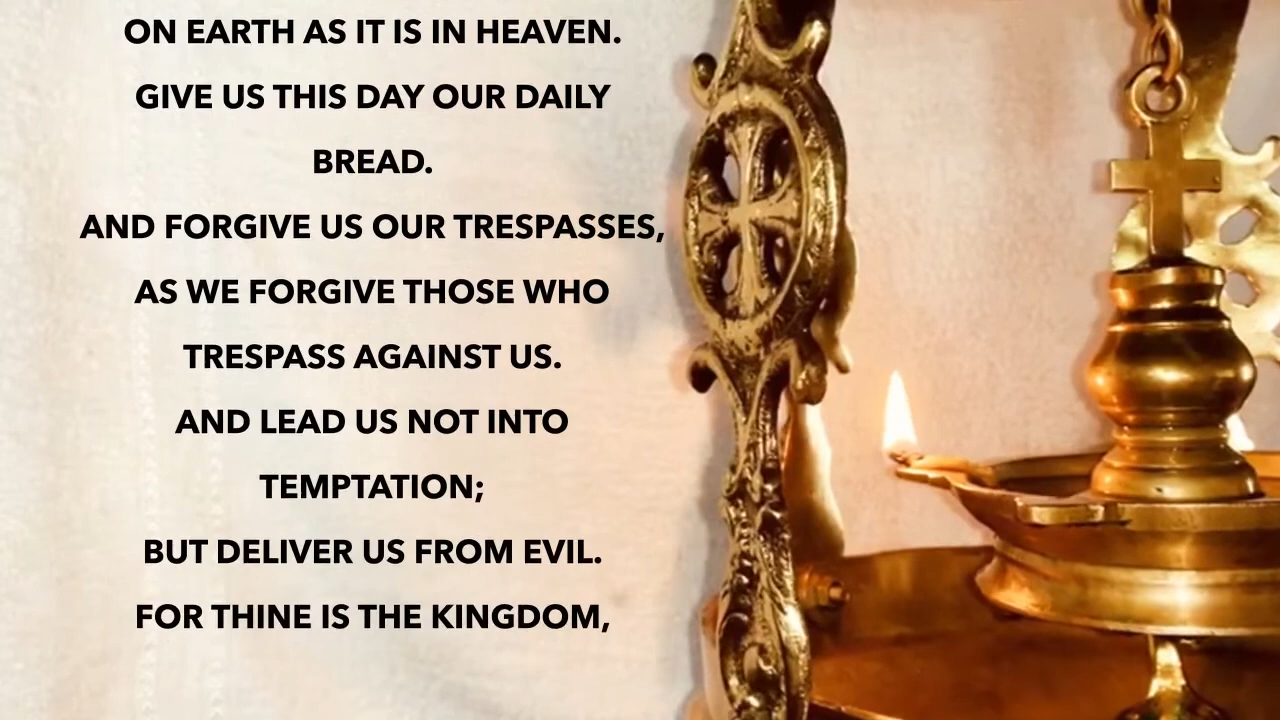 ON EARTH AS IT IS IN HEAVEN.
GIVE US THIS DAY OUR DAILY
BREAD.
AND FORGIVE US OUR TRESPASSES,
AS WE FORGIVE THOSE WHO
TRESPASS AGAINST US.
AND LEAD US NOT INTO
TEMPTATION;
BUT DELIVER US FROM EVIL.
FOR THINE IS THE KINGDOM,